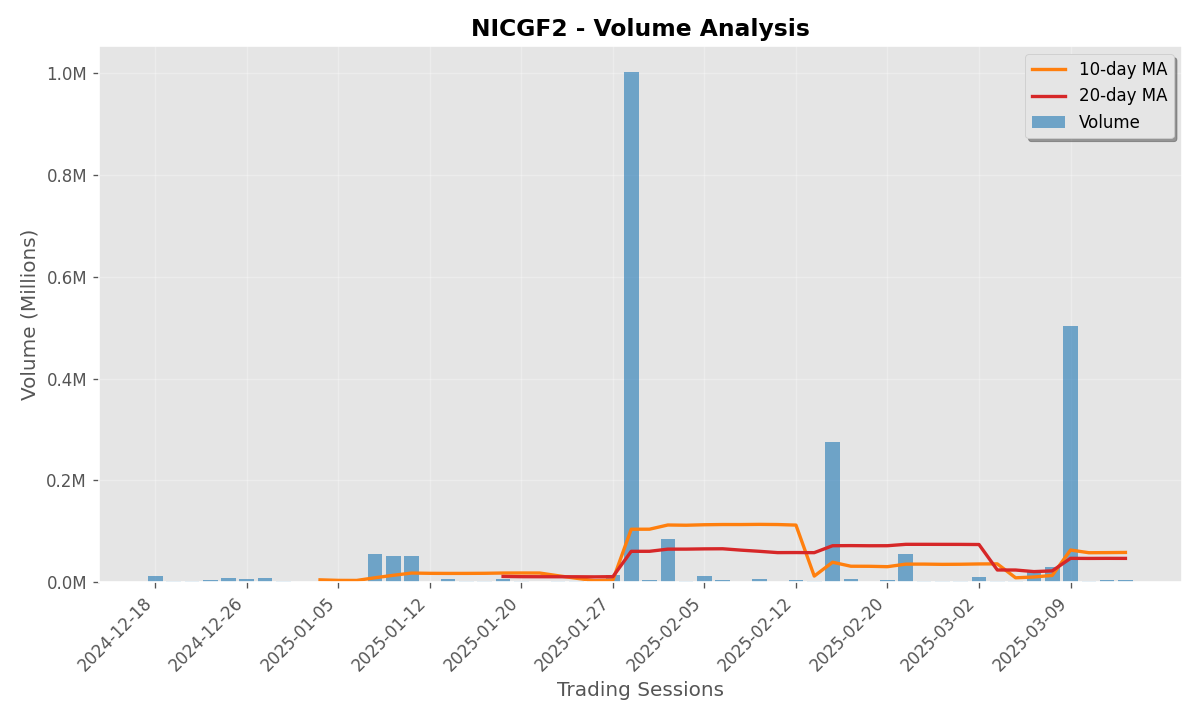 NICGF2 - Volume Analysis
10-day MA
20-day MA
Volume
Volume (Millions)
1.0M
0.8M
0.6M
0.4M
0.2M
0.0M
2024-12-18
2024-12-26
2025-01-05
2025-01-12
2025-01-20
2025-01-27
2025-02-05
2025-02-12
2025-02-20
2025-03-02
2025-03-09
Trading Sessions